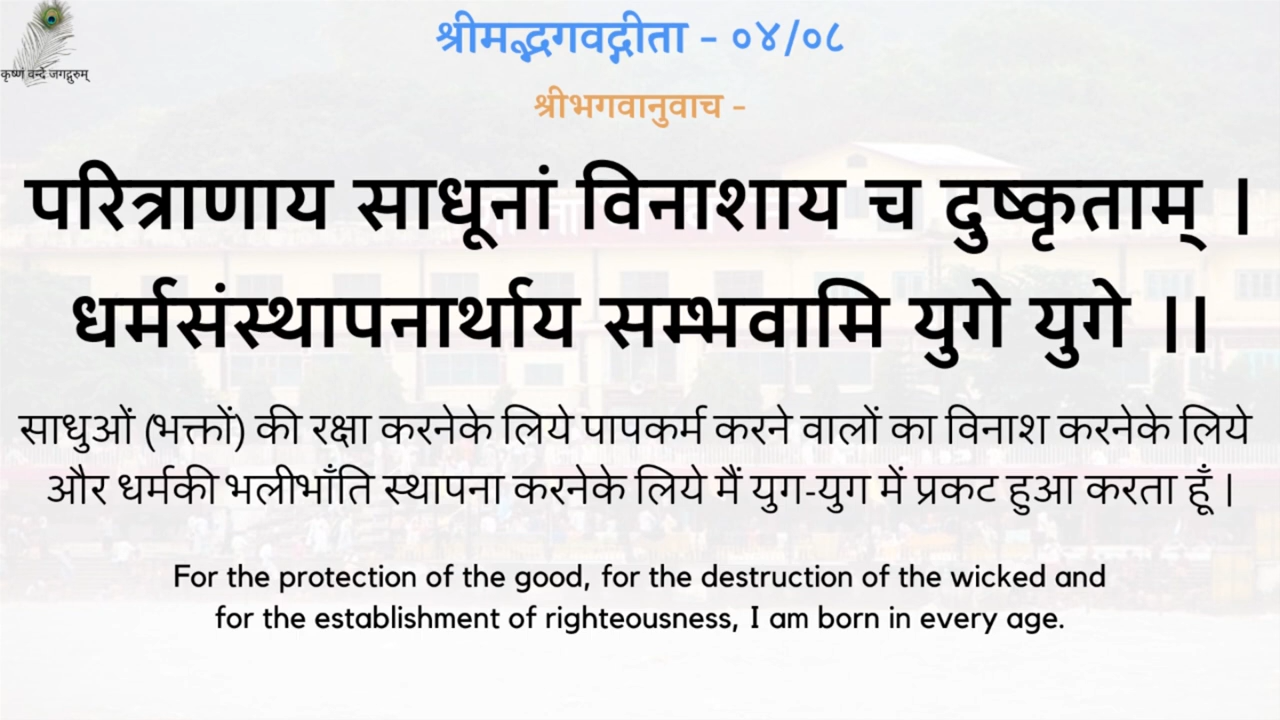 श्रीमद्भगवद्गीता - ०४/०८
कृष्णं वन्दे जगद्गुरुम्
श्रीभगवानुवाच -
परित्राणाय साधूनां विनाशाय च दुष्कृताम् ।
धर्मसंस्थापनार्थाय सम्भवामि युगे युगे ।।
साधुओं (भक्तों) की रक्षा करनेके लिये पापकर्म करने वालों का विनाश करनेके लिये
और धर्मकी भलीभाँति स्थापना करनेके लिये मैं युग-युग में प्रकट हुआ करता हूँ |
For the protection of the good, for the destruction of the wicked and
for the establishment of righteousness, I am born in every age.